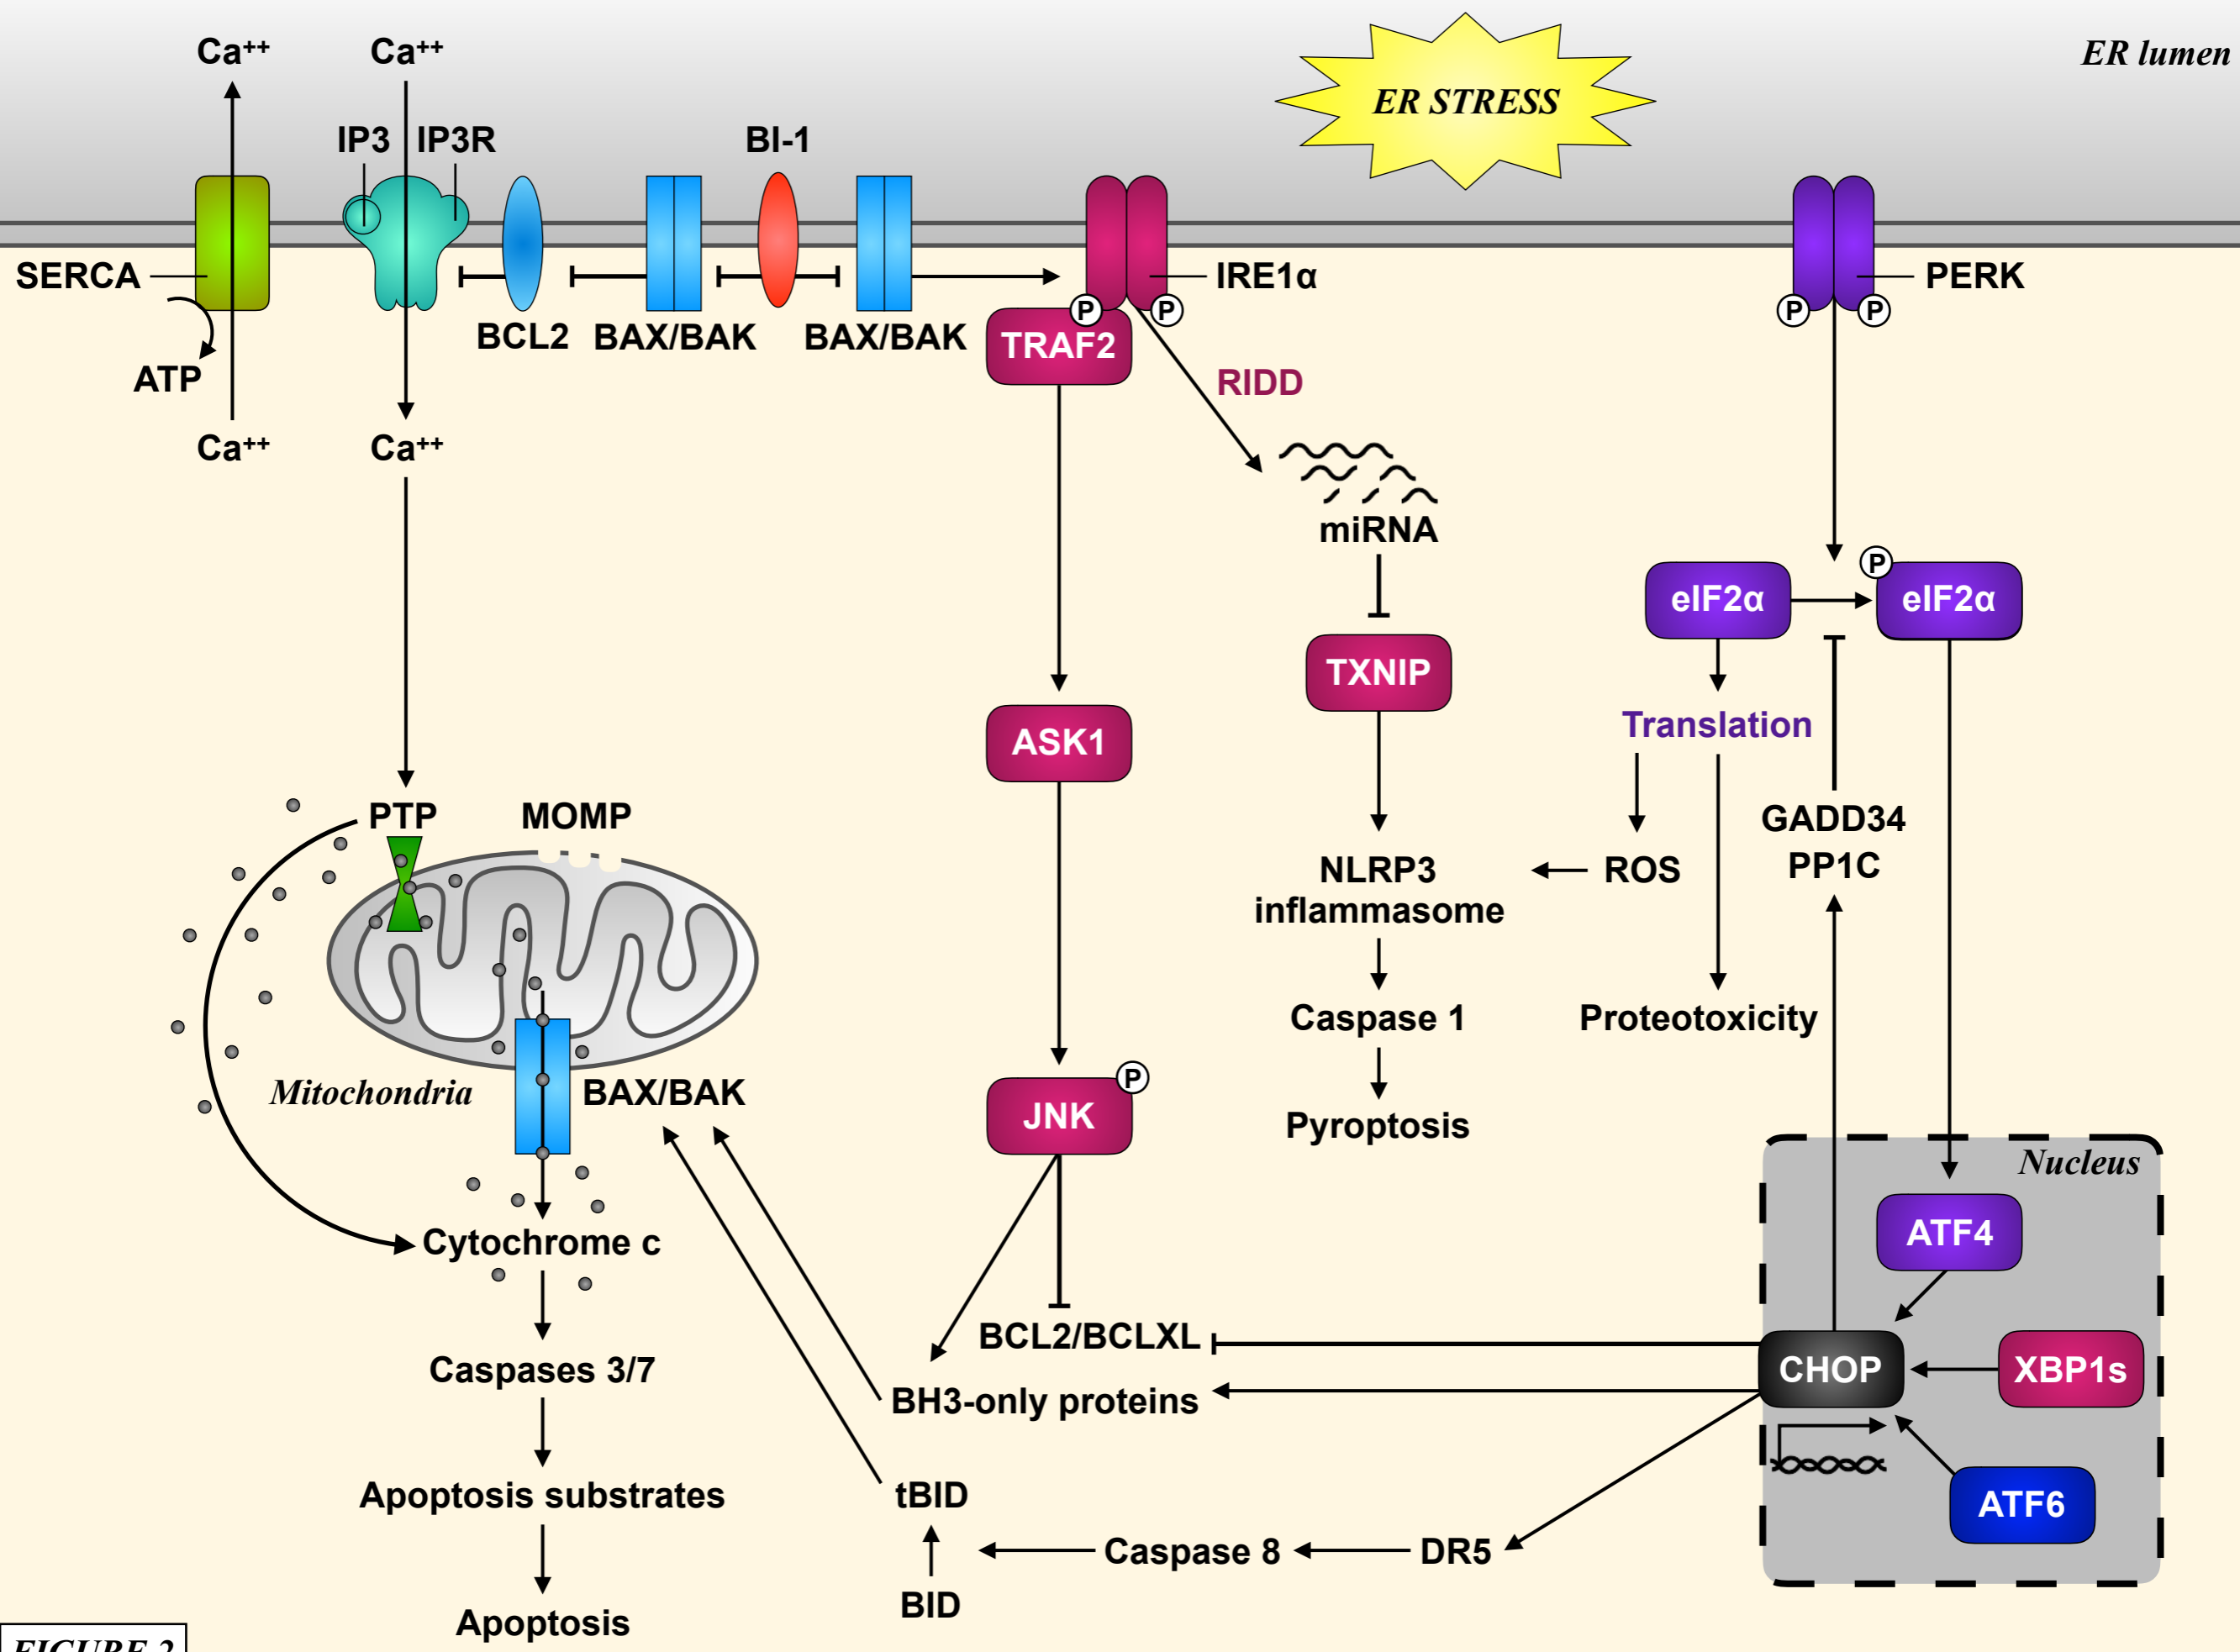 Ca++
Ca++
ER STRESS
ER lumen
IP3
IP3R
BI-1
SERCA
IRE1α
PERK
P
P
P
P
BCL2
BAX/BAK
BAX/BAK
TRAF2
ATP
RIDD
Ca++
Ca++
miRNA
P
eIF2α
eIF2α
TXNIP
Translation
ASK1
PTP
MOMP
GADD34
PP1C
NLRP3
inflammasome
ROS
Caspase 1
Proteotoxicity
P
Mitochondria
BAX/BAK
JNK
Pyroptosis
Nucleus
ATF4
Cytochrome c
BCL2/BCLXL
Caspases 3/7
CHOP
XBP1s
BH3-only proteins
Apoptosis substrates
tBID
ATF6
Caspase 8
DR5
BID
Apoptosis
FIGURE 2